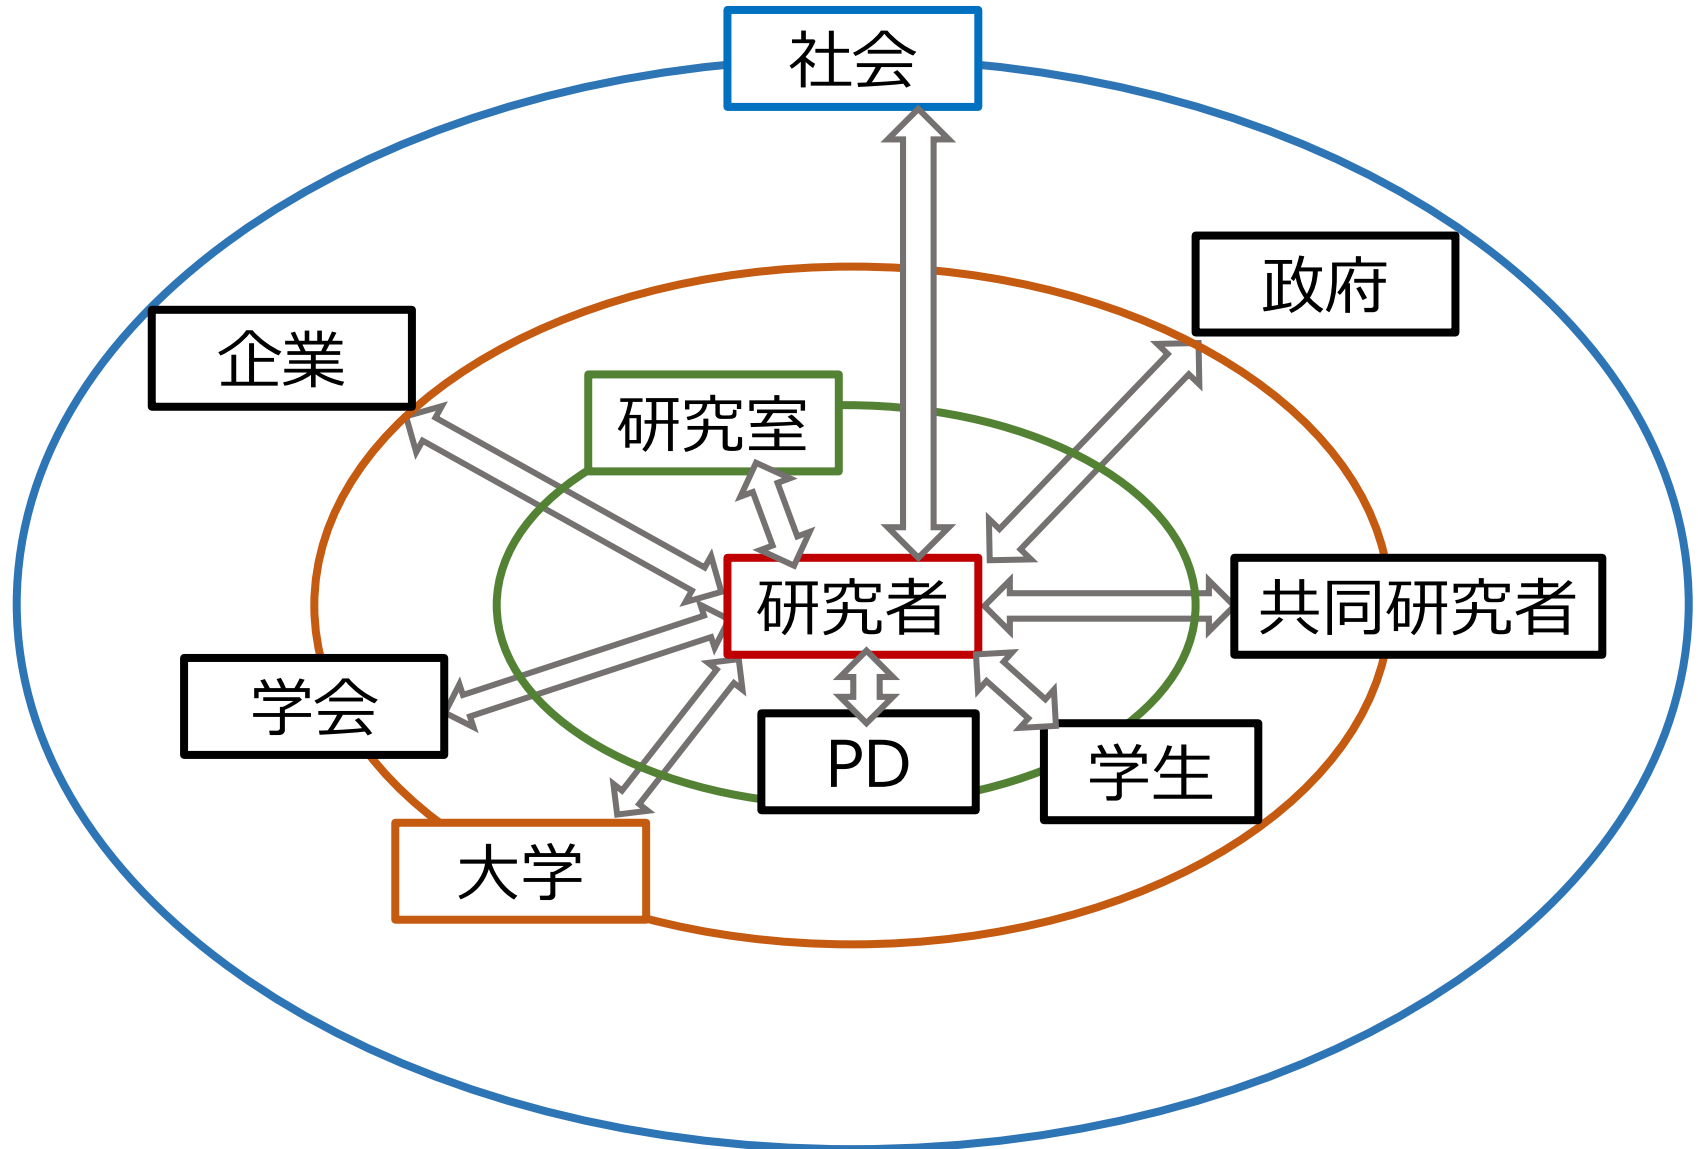 社会
政府
企業
研究室
研究者
共同研究者
学会
PD
学生
大学